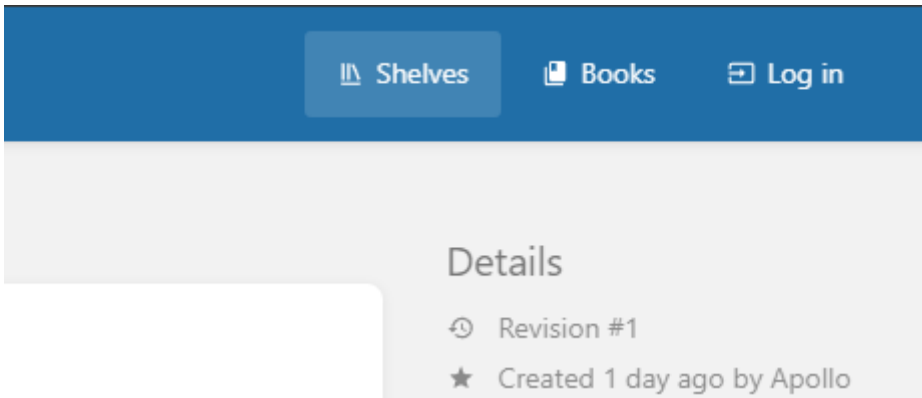 Shelves Books Log in
Details
Revision #1
Created 1 day ago by Apollo